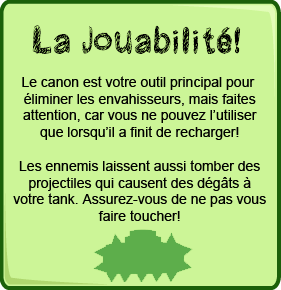 La Jouabilité!
Le canon est votre outil principal pour
éliminer les envahisseurs, mais faites
attention, car vous ne pouvez l'utiliser
que lorsqu'il a finit de recharger!
Les ennemis laissent aussi tomber des
projectiles qui causent des dégâts à
votre tank. Assurez-vous de ne pas vous
faire toucher!